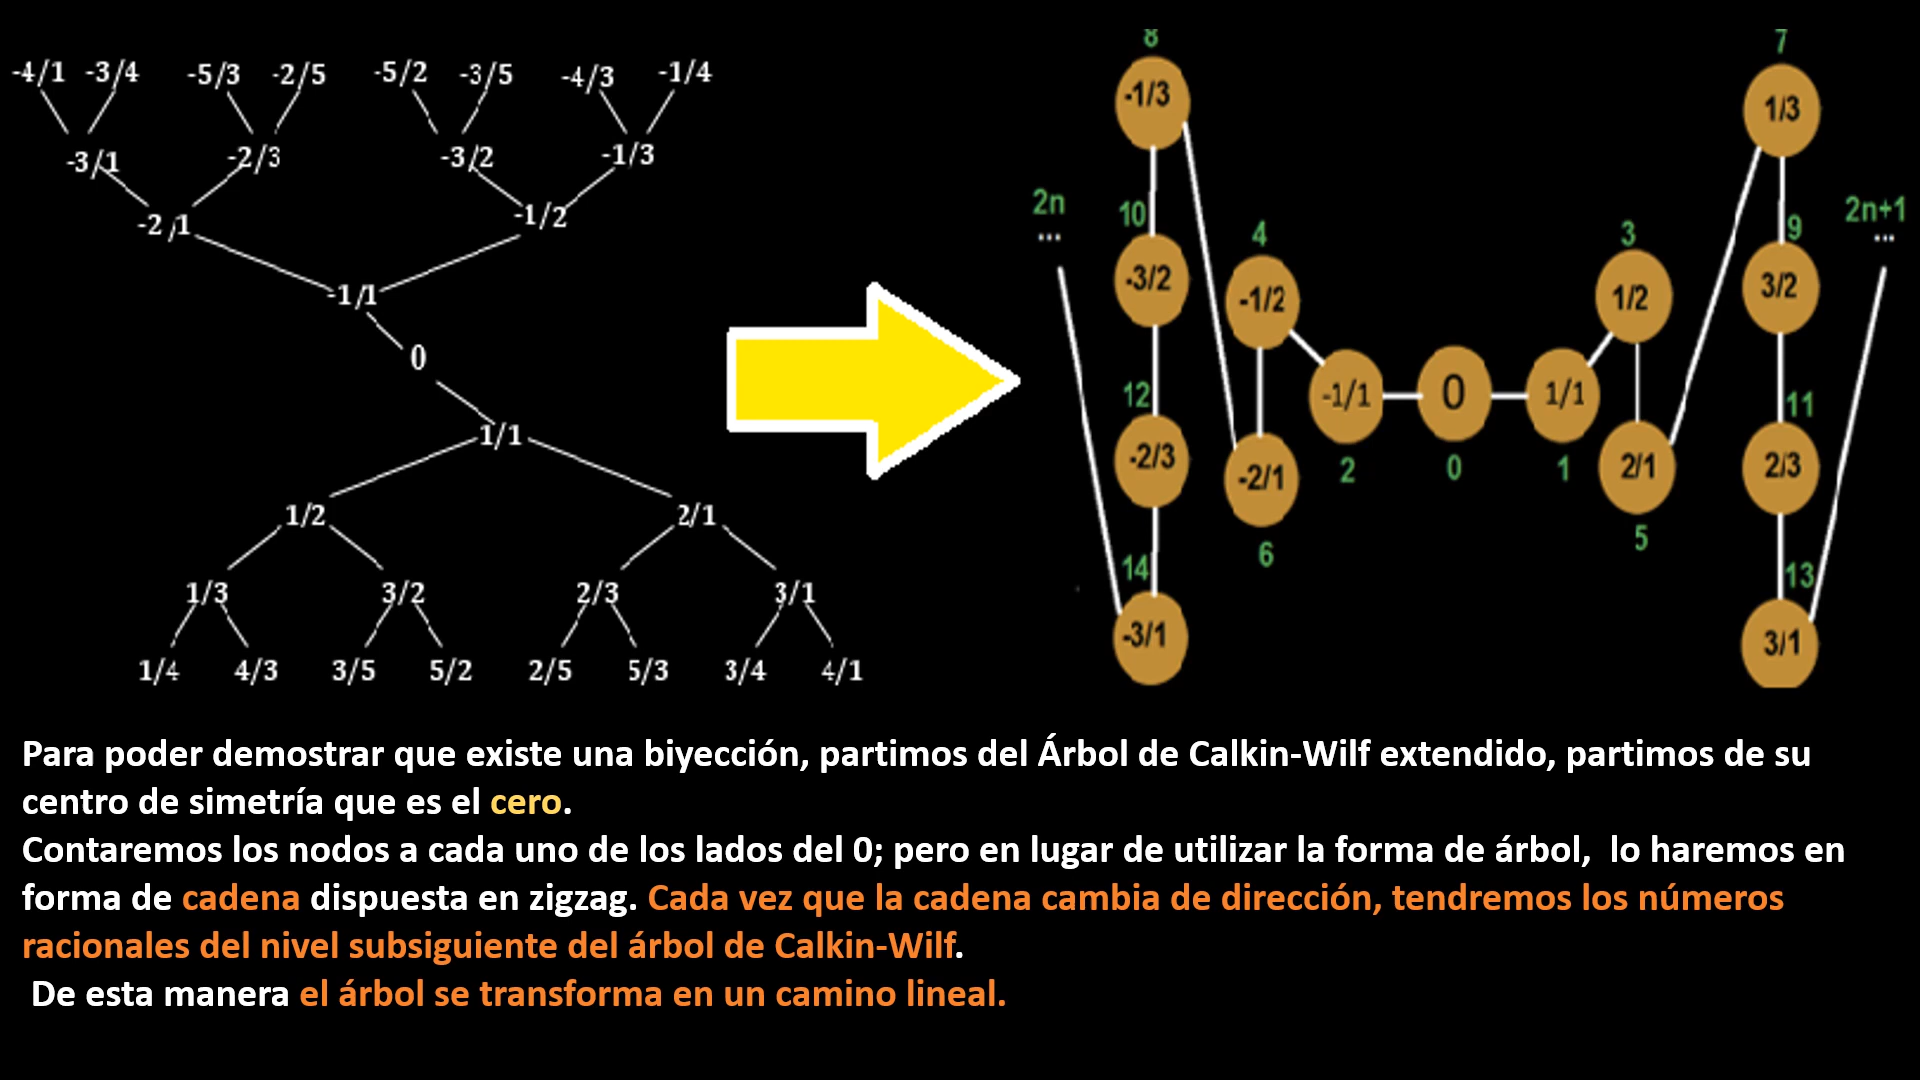 -4/1 -3/4 -5/3 -2/5 -5/2 -3/5 -4/3 -1/4
-3/1 -2/3 -3/2 -1/3
-2/1 -1/2
-1/1
0
1/1
1/2 2/1
1/3 3/2 2/3 3/1
1/4 4/3 3/5 5/2 2/5 5/3 3/4 4/1
8 7
-1/3 1/3
2n 10 4 3 9 2n+1
... ...
-3/2 -1/2 1/2 3/2
12 -1/1 0 1/1 11
-2/3 -2/1 2 0 1 2/1 2/3
14 6 5 13
-3/1 3/1
Para poder demostrar que existe una biyección, partimos del Árbol de Calkin-Wilf extendido, partimos de su
centro de simetría que es el cero.
Contaremos los nodos a cada uno de los lados del 0; pero en lugar de utilizar la forma de árbol, lo haremos en
forma de cadena dispuesta en zigzag. Cada vez que la cadena cambia de dirección, tendremos los números
racionales del nivel subsiguiente del árbol de Calkin-Wilf.
De esta manera el árbol se transforma en un camino lineal.